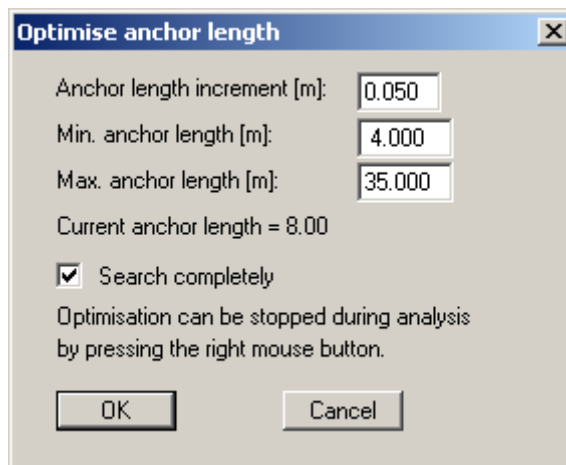 Optimise anchor length
Anchor length increment [m]: 0.050
Min. anchor length [m]: 4.000
Max. anchor length [m]: 35.000
Current anchor length = 8.00
Search completely
Optimisation can be stopped during analysis
by pressing the right mouse button.
OK Cancel